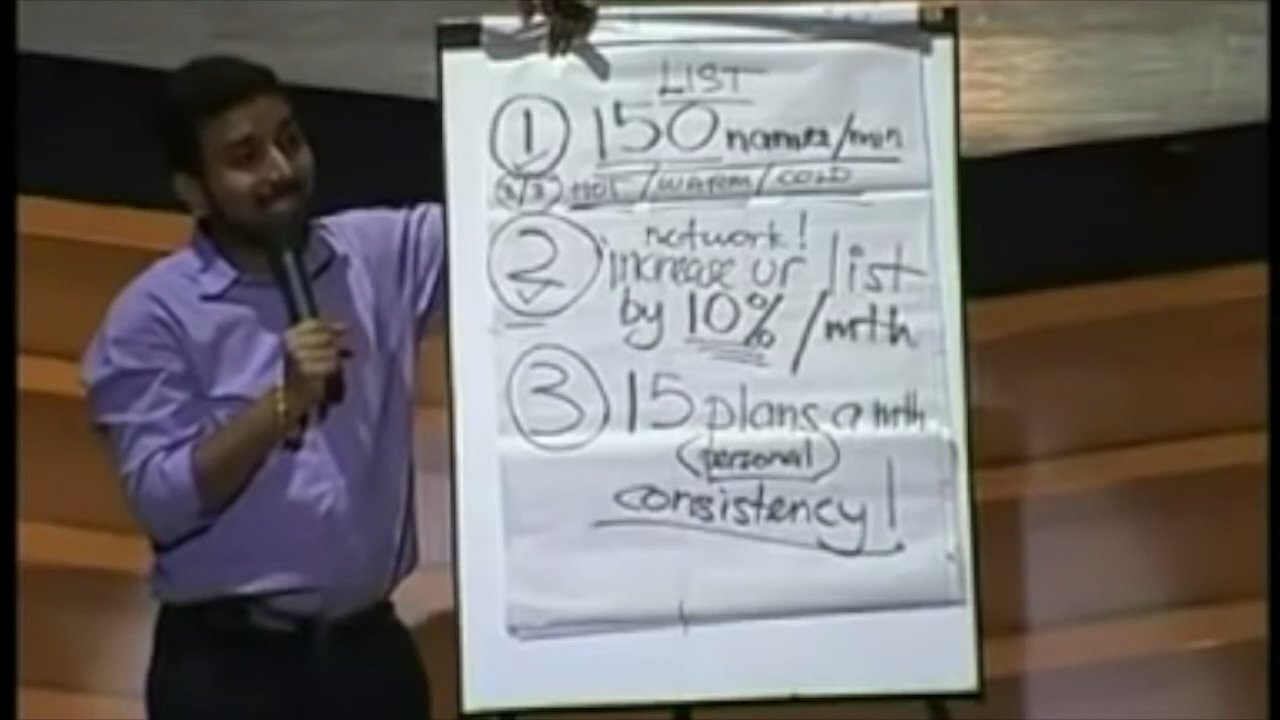 LIST
1 150 names/min
HOT/WARM/COLD
2 network!
increase ur list
by 10%/mth
3 15 plans a mth
(personal)
consistency!